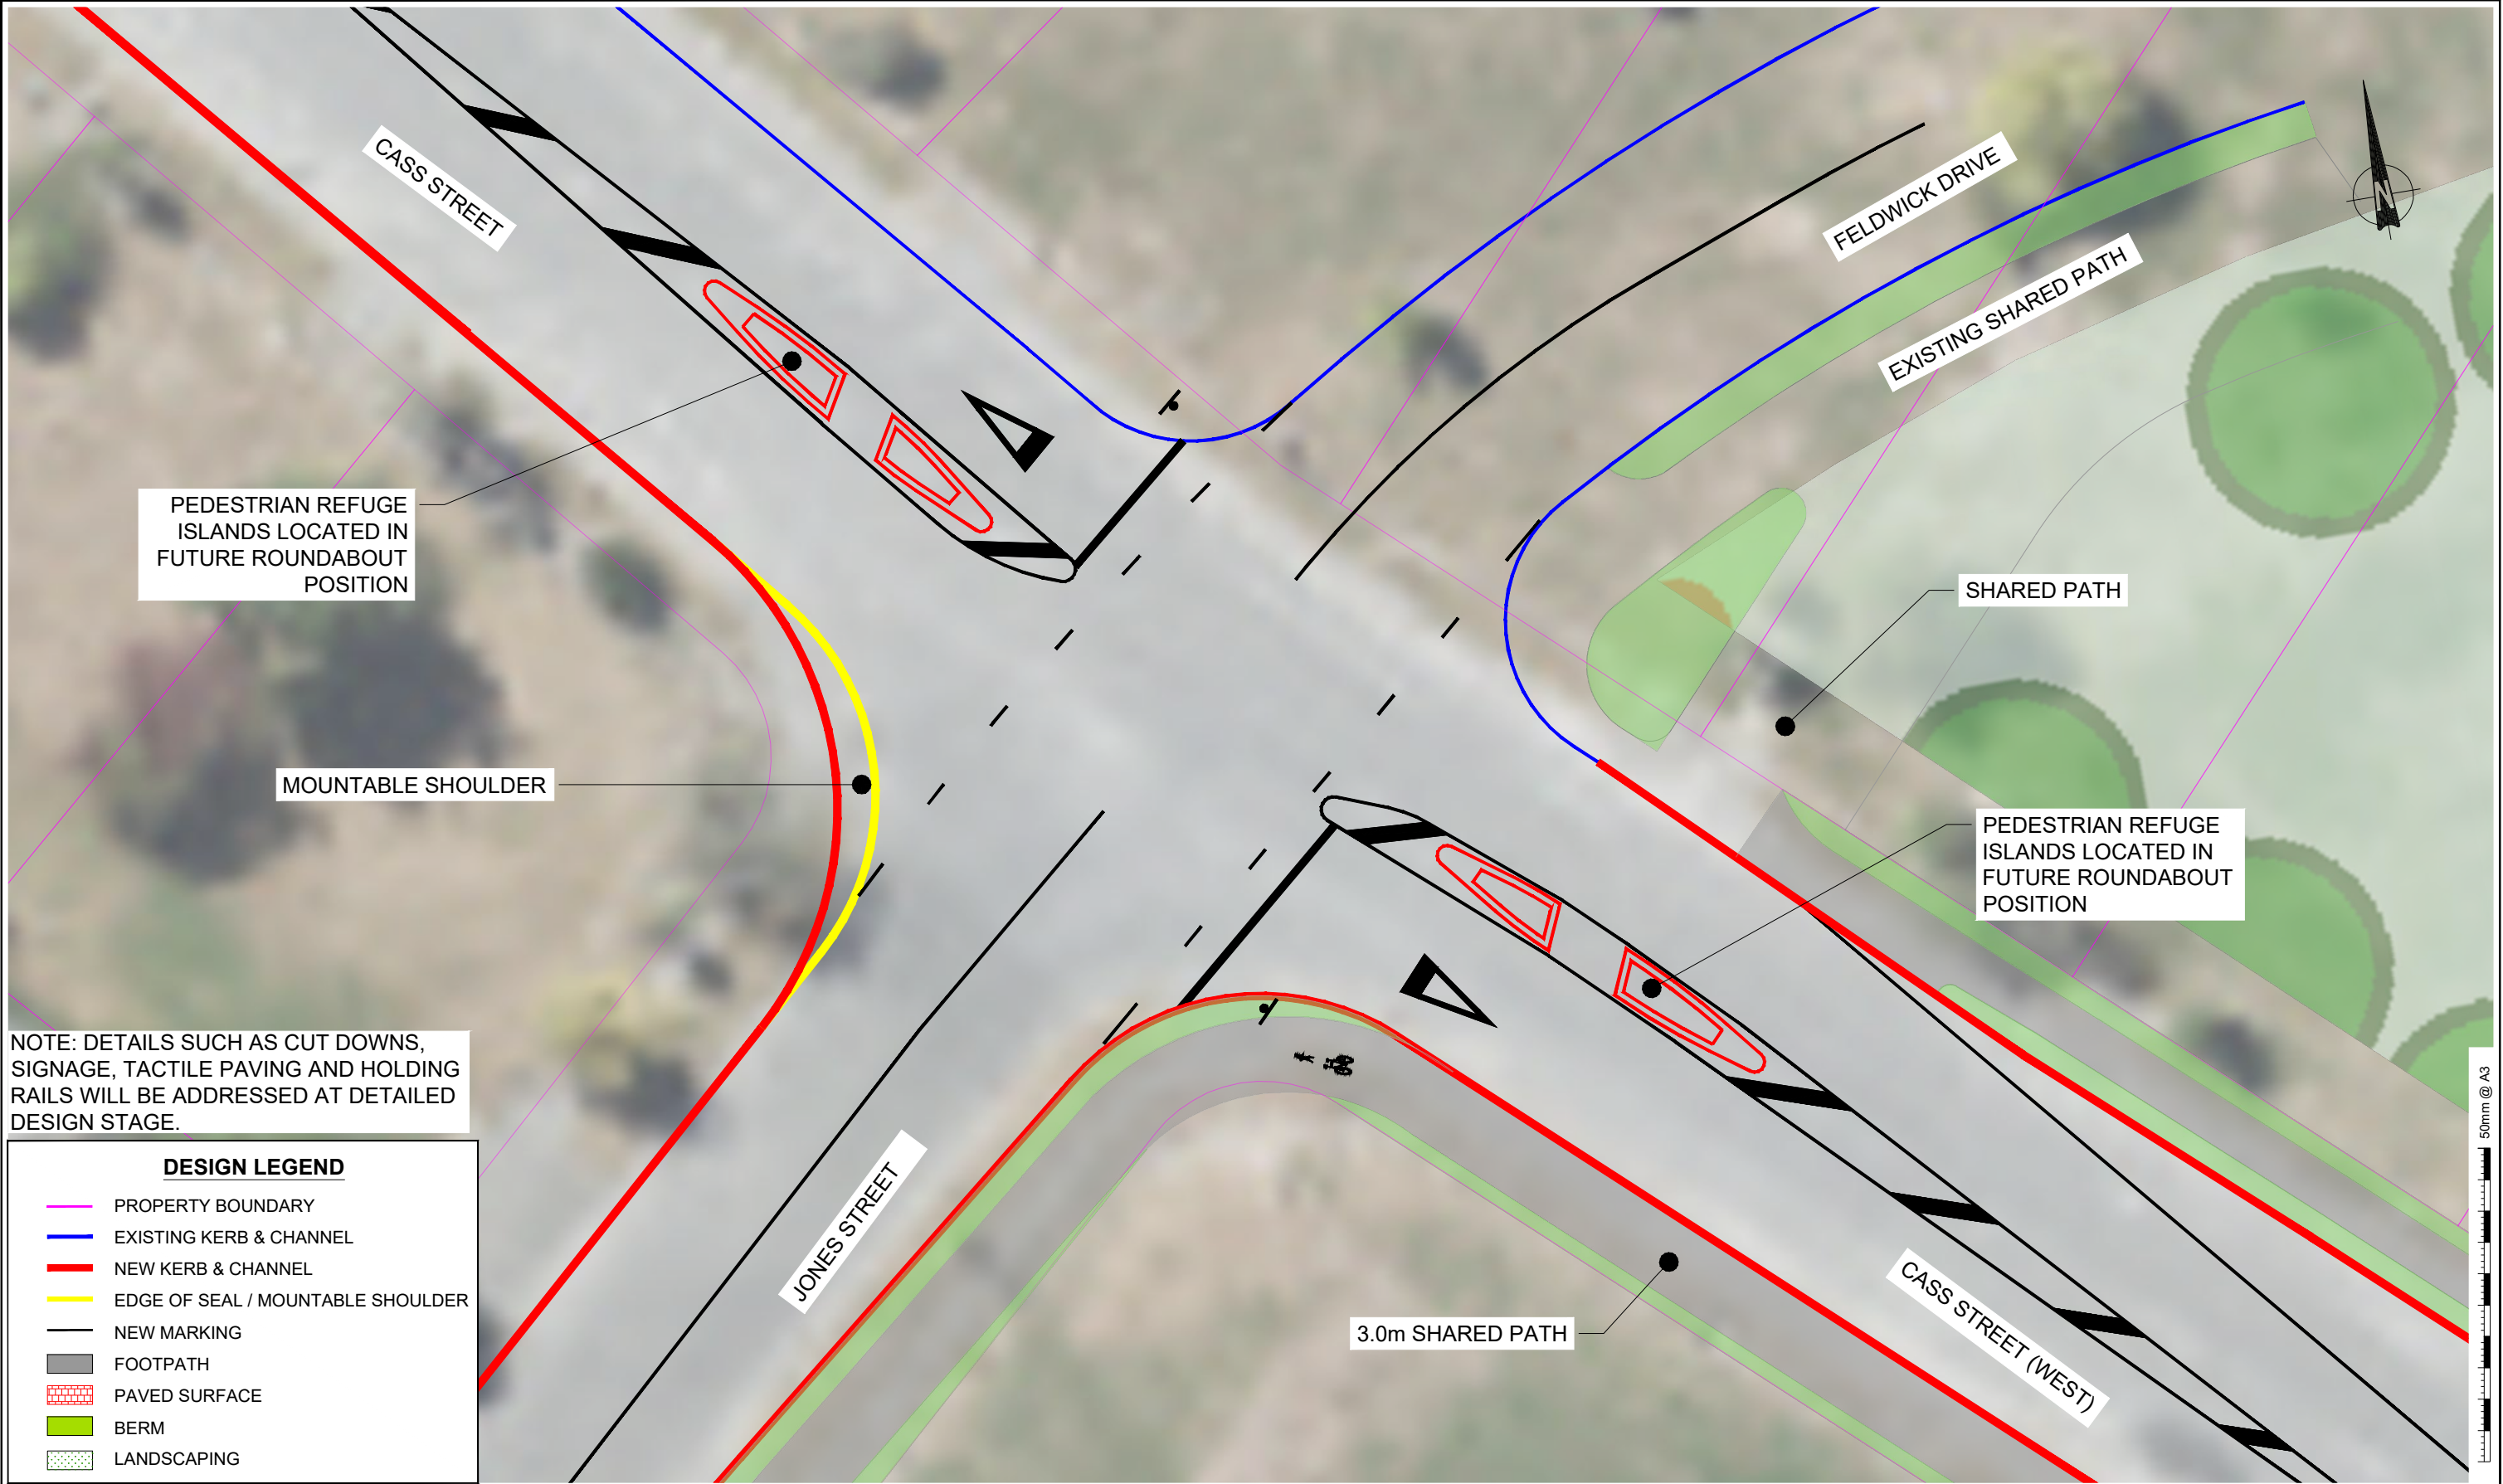 CASS STREET
FELDWICK DRIVE
EXISTING SHARED PATH
N
PEDESTRIAN REFUGE
ISLANDS LOCATED IN
FUTURE ROUNDABOUT
POSITION
SHARED PATH
MOUNTABLE SHOULDER
PEDESTRIAN REFUGE
ISLANDS LOCATED IN
FUTURE ROUNDABOUT
POSITION
NOTE: DETAILS SUCH AS CUT DOWNS,
SIGNAGE, TACTILE PAVING AND HOLDING
RAILS WILL BE ADDRESSED AT DETAILED
DESIGN STAGE.
JONES STREET
3.0m SHARED PATH
CASS STREET (WEST)
50mm @ A3
DESIGN LEGEND
PROPERTY BOUNDARY
EXISTING KERB & CHANNEL
NEW KERB & CHANNEL
EDGE OF SEAL / MOUNTABLE SHOULDER
NEW MARKING
FOOTPATH
PAVED SURFACE
BERM
LANDSCAPING